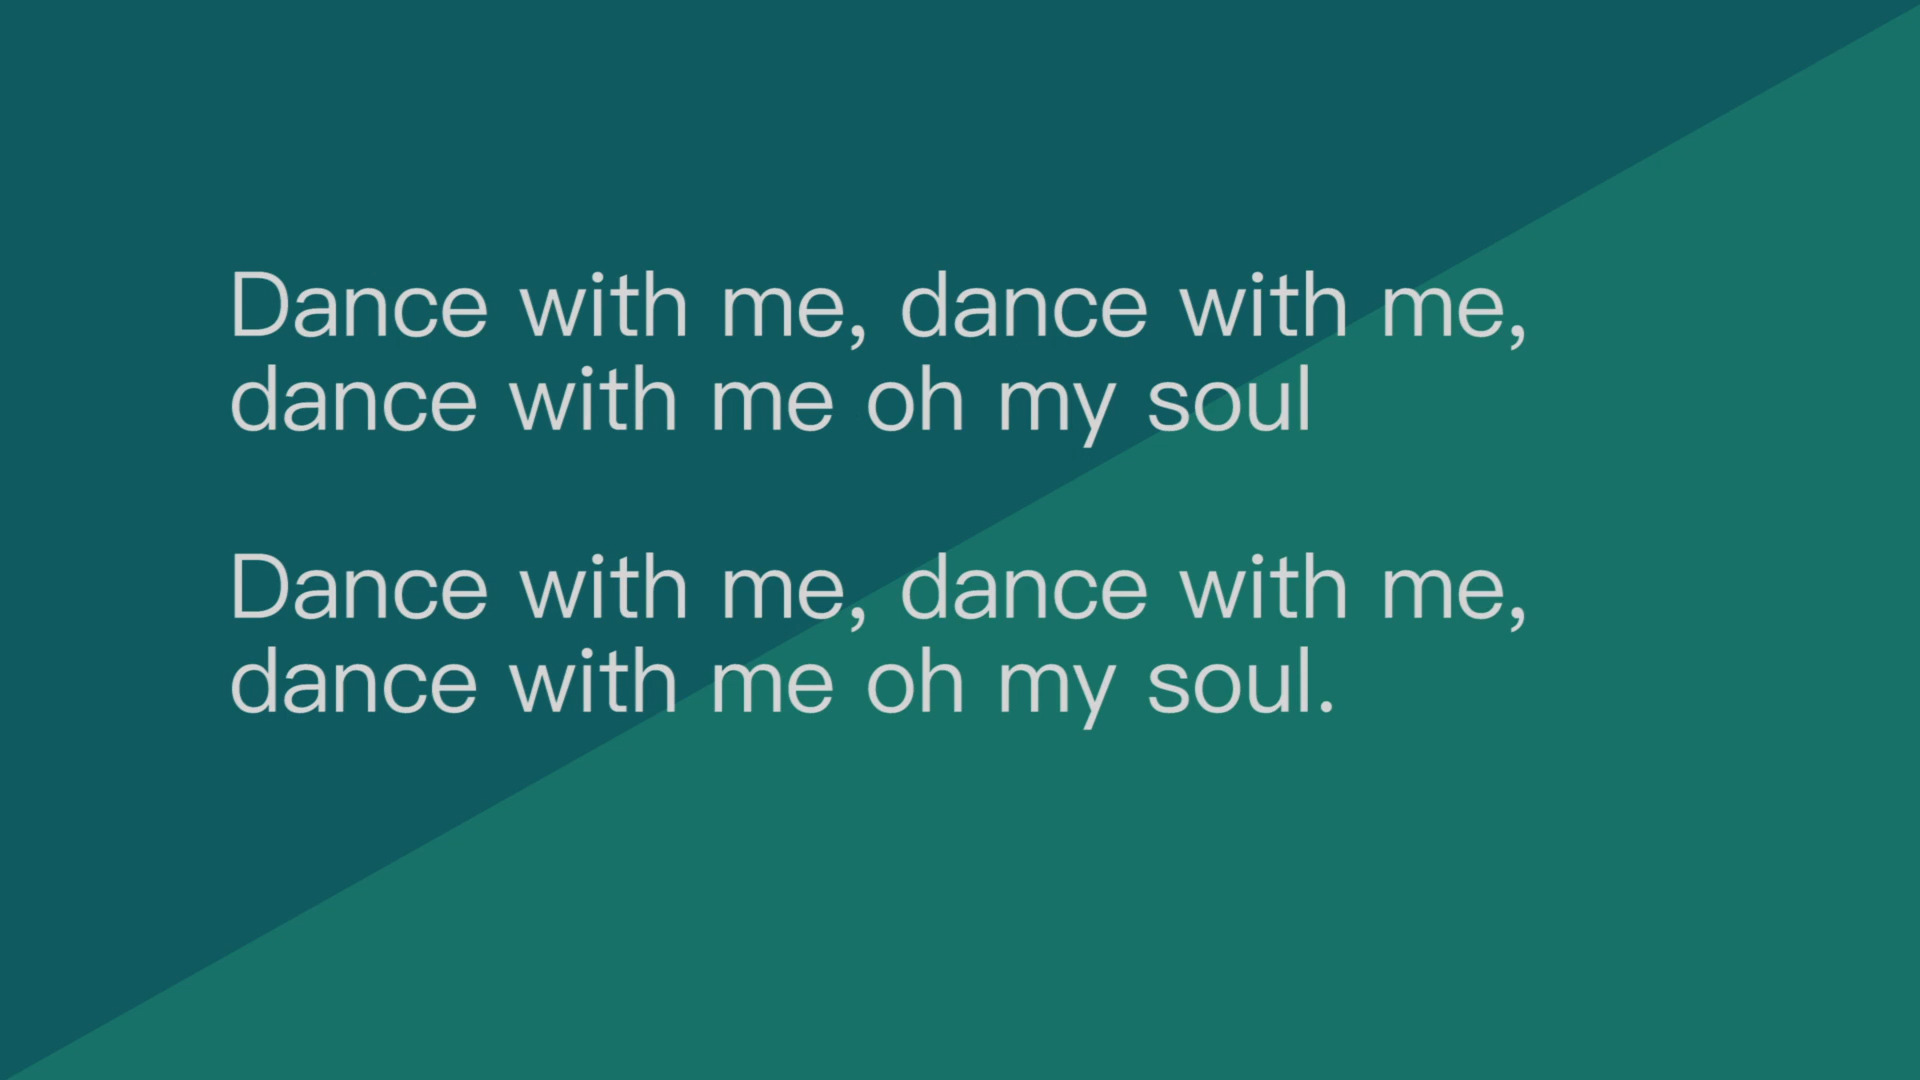 Dance with me, dance with me,
dance with me oh my soul
Dance with me, dance with me,
dance with me oh my soul.